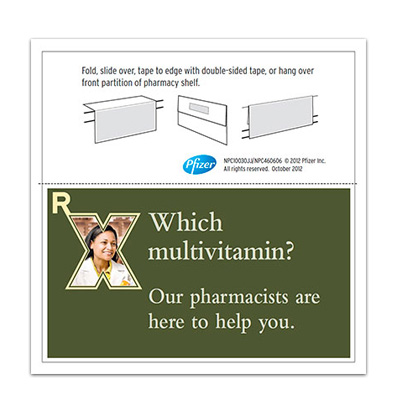 Fold, slide over, tape to edge with double-sided tape, or hang over
front partition of pharmacy shelf.
Pfizer
NPC10030JJ/NPC460606 © 2012 Pfizer Inc.
All rights reserved. October 2012
RX
Which
multivitamin?
Our pharmacists are
here to help you.